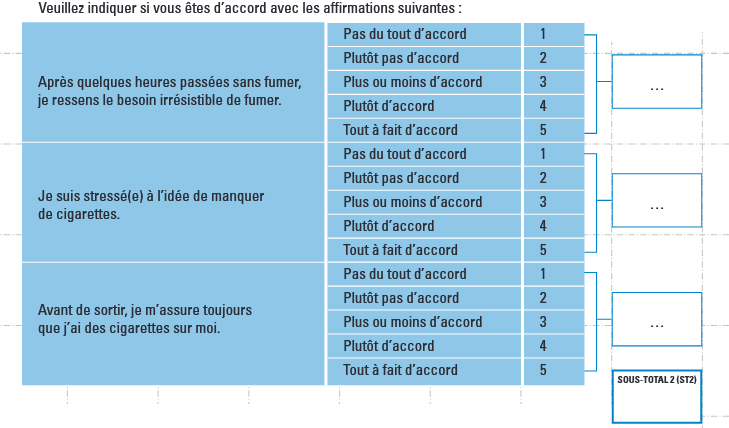 Veuillez indiquer si vous êtes d'accord avec les affirmations suivantes :
Après quelques heures passées sans fumer,
je ressens le besoin irrésistible de fumer.
Pas du tout d'accord 1
Plutôt pas d'accord 2
Plus ou moins d'accord 3
Plutôt d'accord 4
Tout à fait d'accord 5
...
Je suis stressé(e) à l'idée de manquer
de cigarettes.
Pas du tout d'accord 1
Plutôt pas d'accord 2
Plus ou moins d'accord 3
Plutôt d'accord 4
Tout à fait d'accord 5
...
Avant de sortir, je m'assure toujours
que j'ai des cigarettes sur moi.
Pas du tout d'accord 1
Plutôt pas d'accord 2
Plus ou moins d'accord 3
Plutôt d'accord 4
Tout à fait d'accord 5
...
SOUS-TOTAL 2 (ST2)